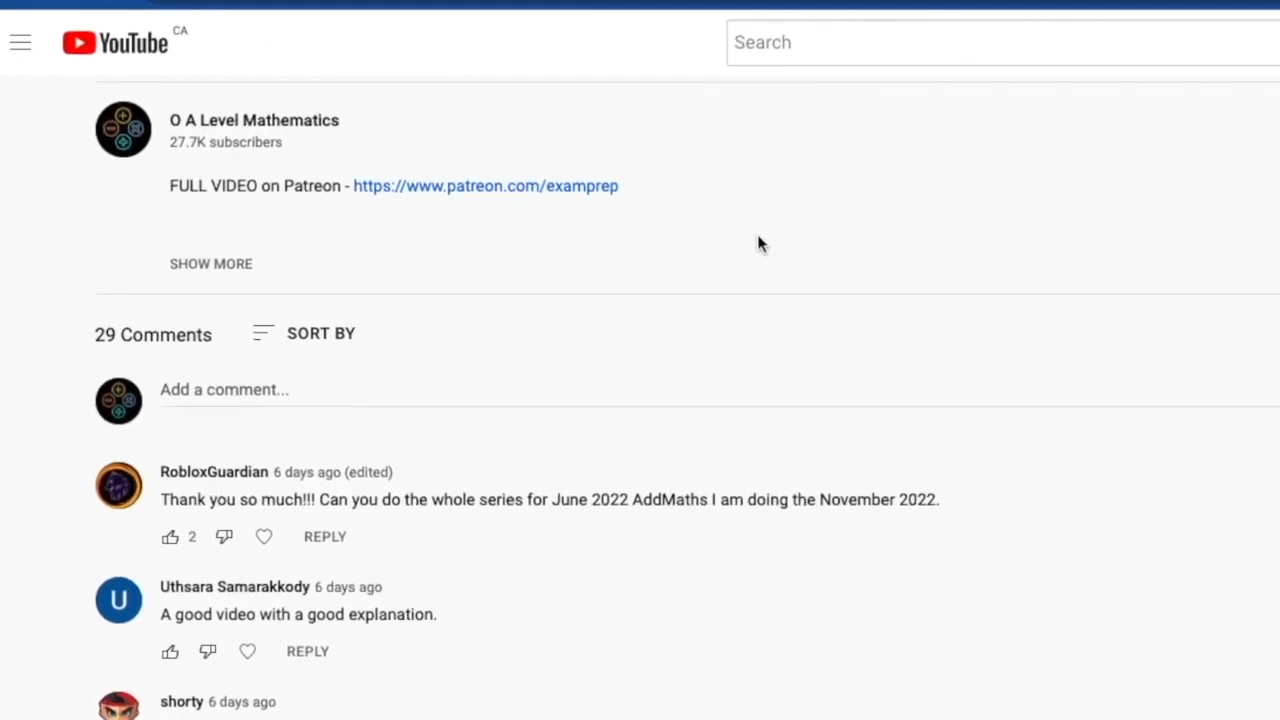 YouTube CA
Search
O A Level Mathematics
27.7K subscribers
FULL VIDEO on Patreon - https://www.patreon.com/examprep
SHOW MORE
29 Comments SORT BY
Add a comment...
RobloxGuardian 6 days ago (edited)
Thank you so much!!! Can you do the whole series for June 2022 AddMaths I am doing the November 2022.
2 REPLY
U
Uthsara Samarakkody 6 days ago
A good video with a good explanation.
REPLY
shorty 6 days ago